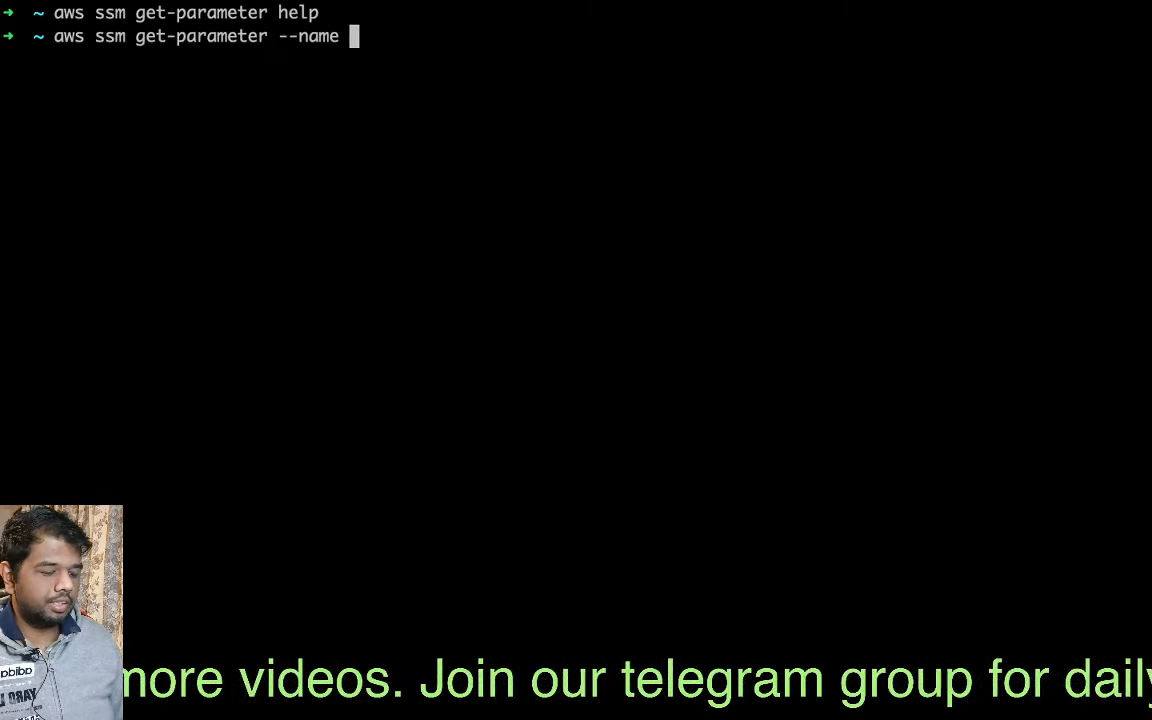 ➜ ~ aws ssm get-parameter help
➜ ~ aws ssm get-parameter --name
more videos. Join our telegram group for daily